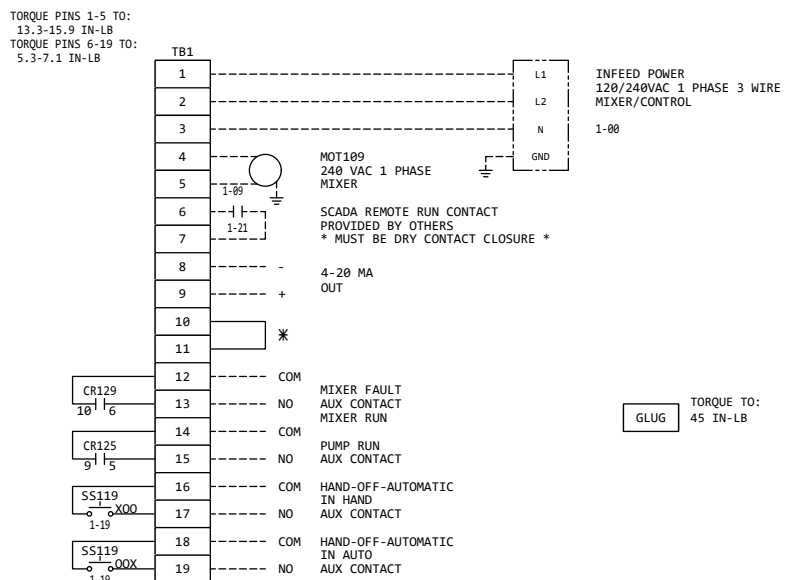 TORQUE PINS 1-5 TO:
13.3-15.9 IN-LB
TORQUE PINS 6-19 TO:
5.3-7.1 IN-LB
TB1
1
L1
INFEED POWER
120/240VAC 1 PHASE 3 WIRE
2
L2
MIXER/CONTROL
3
N
1-00
4
MOT109
GND
240 VAC 1 PHASE
5
MIXER
1-09
6
SCADA REMOTE RUN CONTACT
1-21
PROVIDED BY OTHERS
7
* MUST BE DRY CONTACT CLOSURE *
8
-
4-20 MA
9
+
OUT
10
*
11
12
COM
MIXER FAULT
CR129
10 6
13
NO
AUX CONTACT
MIXER RUN
14
COM
PUMP RUN
CR125
9 5
15
NO
AUX CONTACT
GLUG
TORQUE TO:
45 IN-LB
16
COM
HAND-OFF-AUTOMATIC
IN HAND
SS119
XOO
1-19
17
NO
AUX CONTACT
18
COM
HAND-OFF-AUTOMATIC
IN AUTO
SS119
OOX
1-19
19
NO
AUX CONTACT